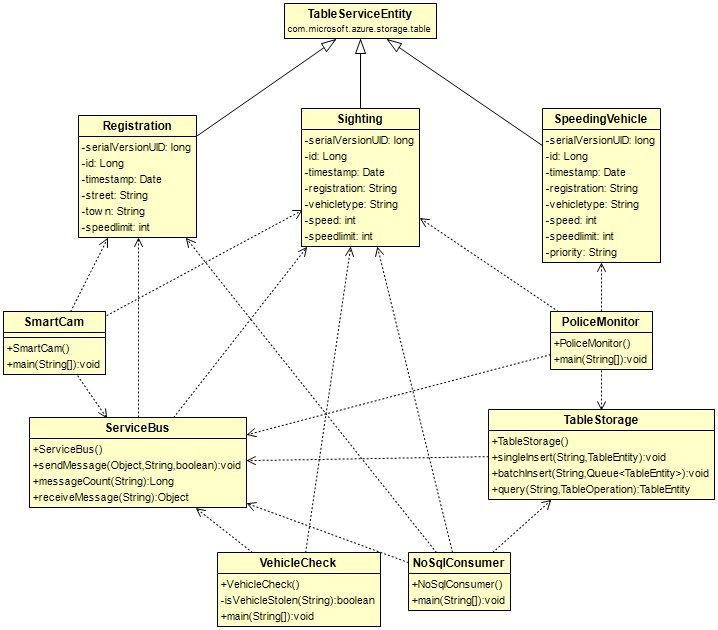 TableServiceEntity
com.microsoft.azure.storage.table
Registration
-serialVersionUID: long
-id: Long
-timestamp: Date
-street: String
-town: String
-speedlimit: int
Sighting
-serialVersionUID: long
-id: Long
-timestamp: Date
-registration: String
-vehicletype: String
-speed: int
-speedlimit: int
SpeedingVehicle
-serialVersionUID: long
-id: Long
-timestamp: Date
-registration: String
-vehicletype: String
-speed: int
-speedlimit: int
-priority: String
SmartCam
+SmartCam()
+main(String[]):void
PoliceMonitor
+PoliceMonitor()
+main(String[]):void
ServiceBus
+ServiceBus()
+sendMessage(Object,String,boolean):void
+messageCount(String):Long
+receiveMessage(String):Object
TableStorage
+TableStorage()
+singleInsert(String,TableEntity):void
+batchInsert(String,Queue<TableEntity>):void
+query(String,TableOperation):TableEntity
VehicleCheck
+VehicleCheck()
-isVehicleStolen(String):boolean
+main(String[]):void
NoSqlConsumer
+NoSqlConsumer()
+main(String[]):void